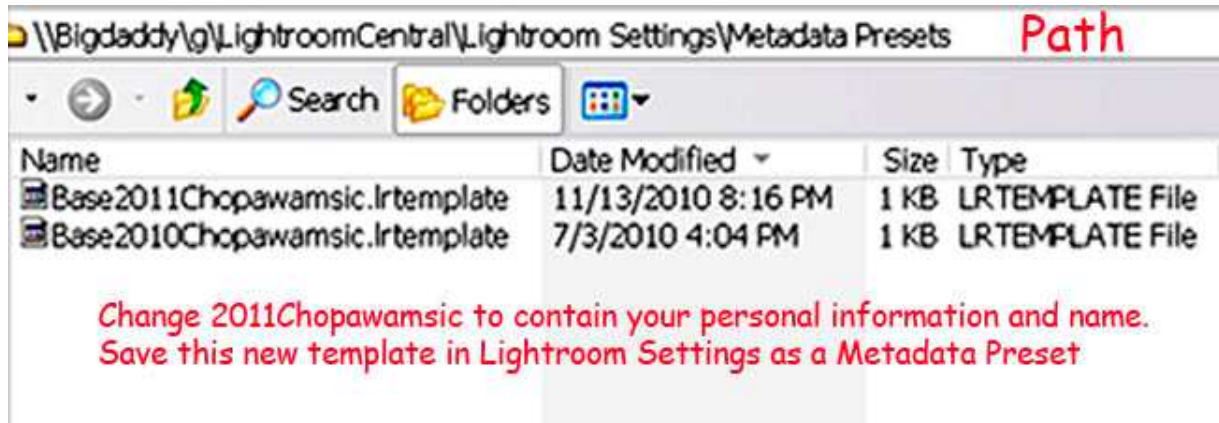 \\Bigdaddy\g\LightroomCentral\Lightroom Settings\Metadata Presets Path
Search Folders
Name Date Modified Size Type
Base2011Chopawamsic.lrtemplate 11/13/2010 8:16 PM 1 KB LRTEMPLATE File
Base2010Chopawamsic.lrtemplate 7/3/2010 4:04 PM 1 KB LRTEMPLATE File
Change 2011Chopawamsic to contain your personal information and name.
Save this new template in Lightroom Settings as a Metadata Preset